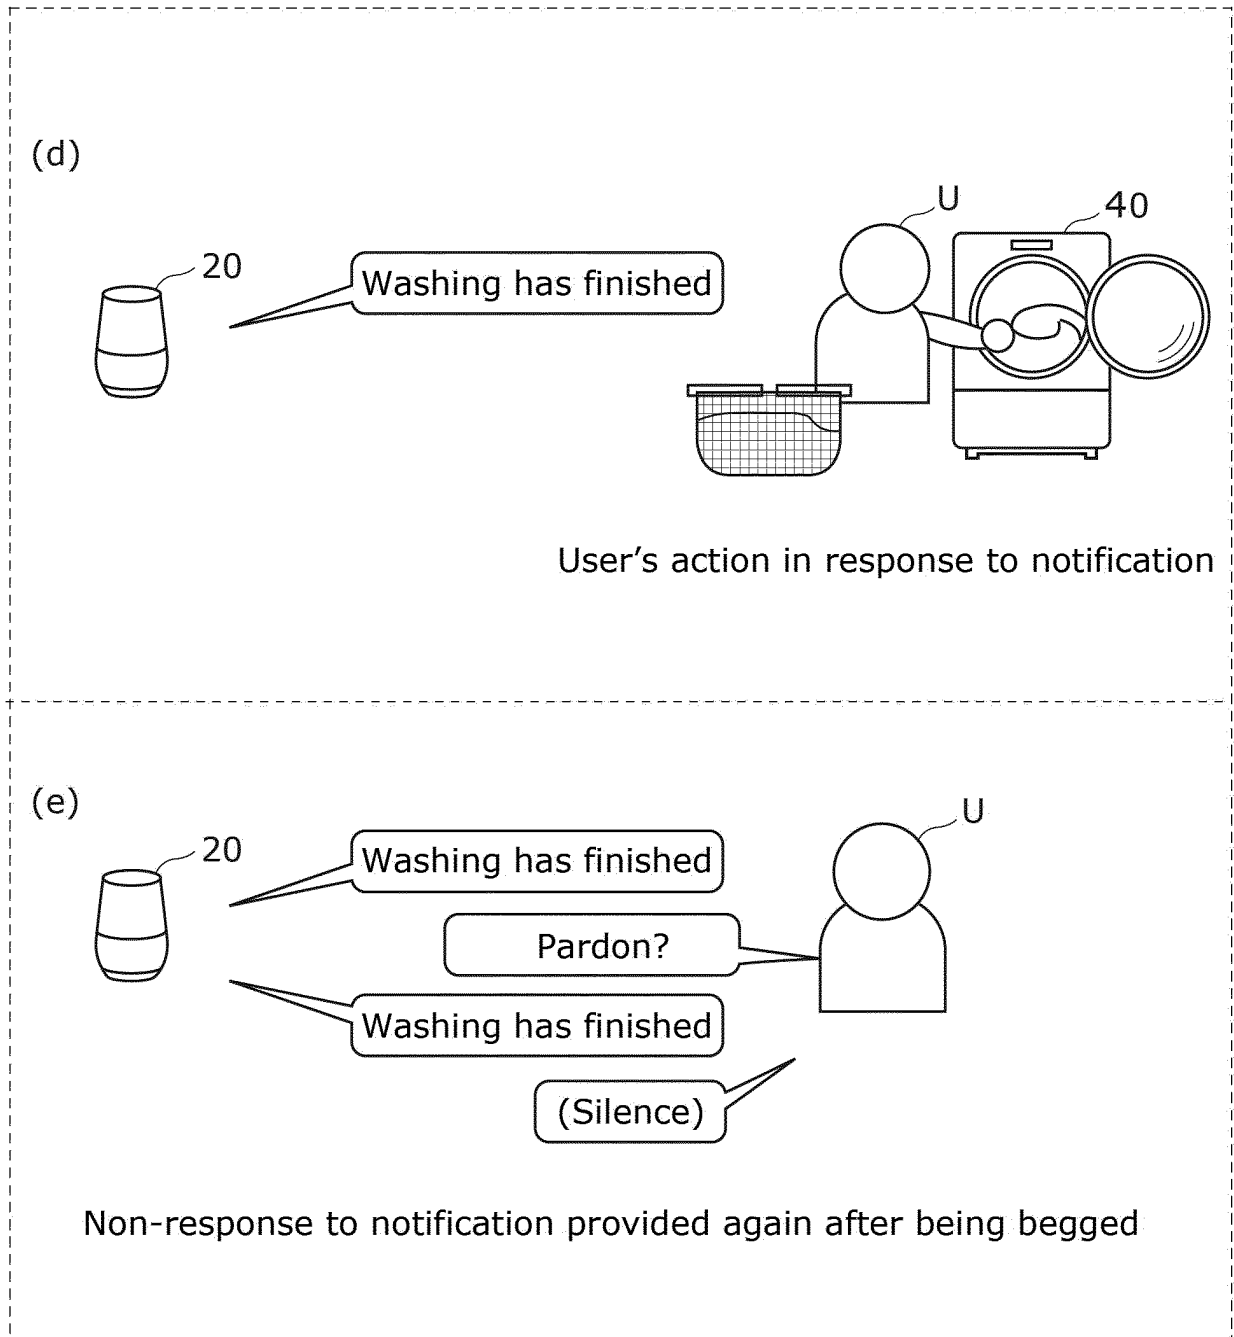 (d)
U
40
20
Washing has finished
User's action in response to notification
(e)
U
20
Washing has finished
Pardon?
Washing has finished
(Silence)
Non-response to notification provided again after being begged